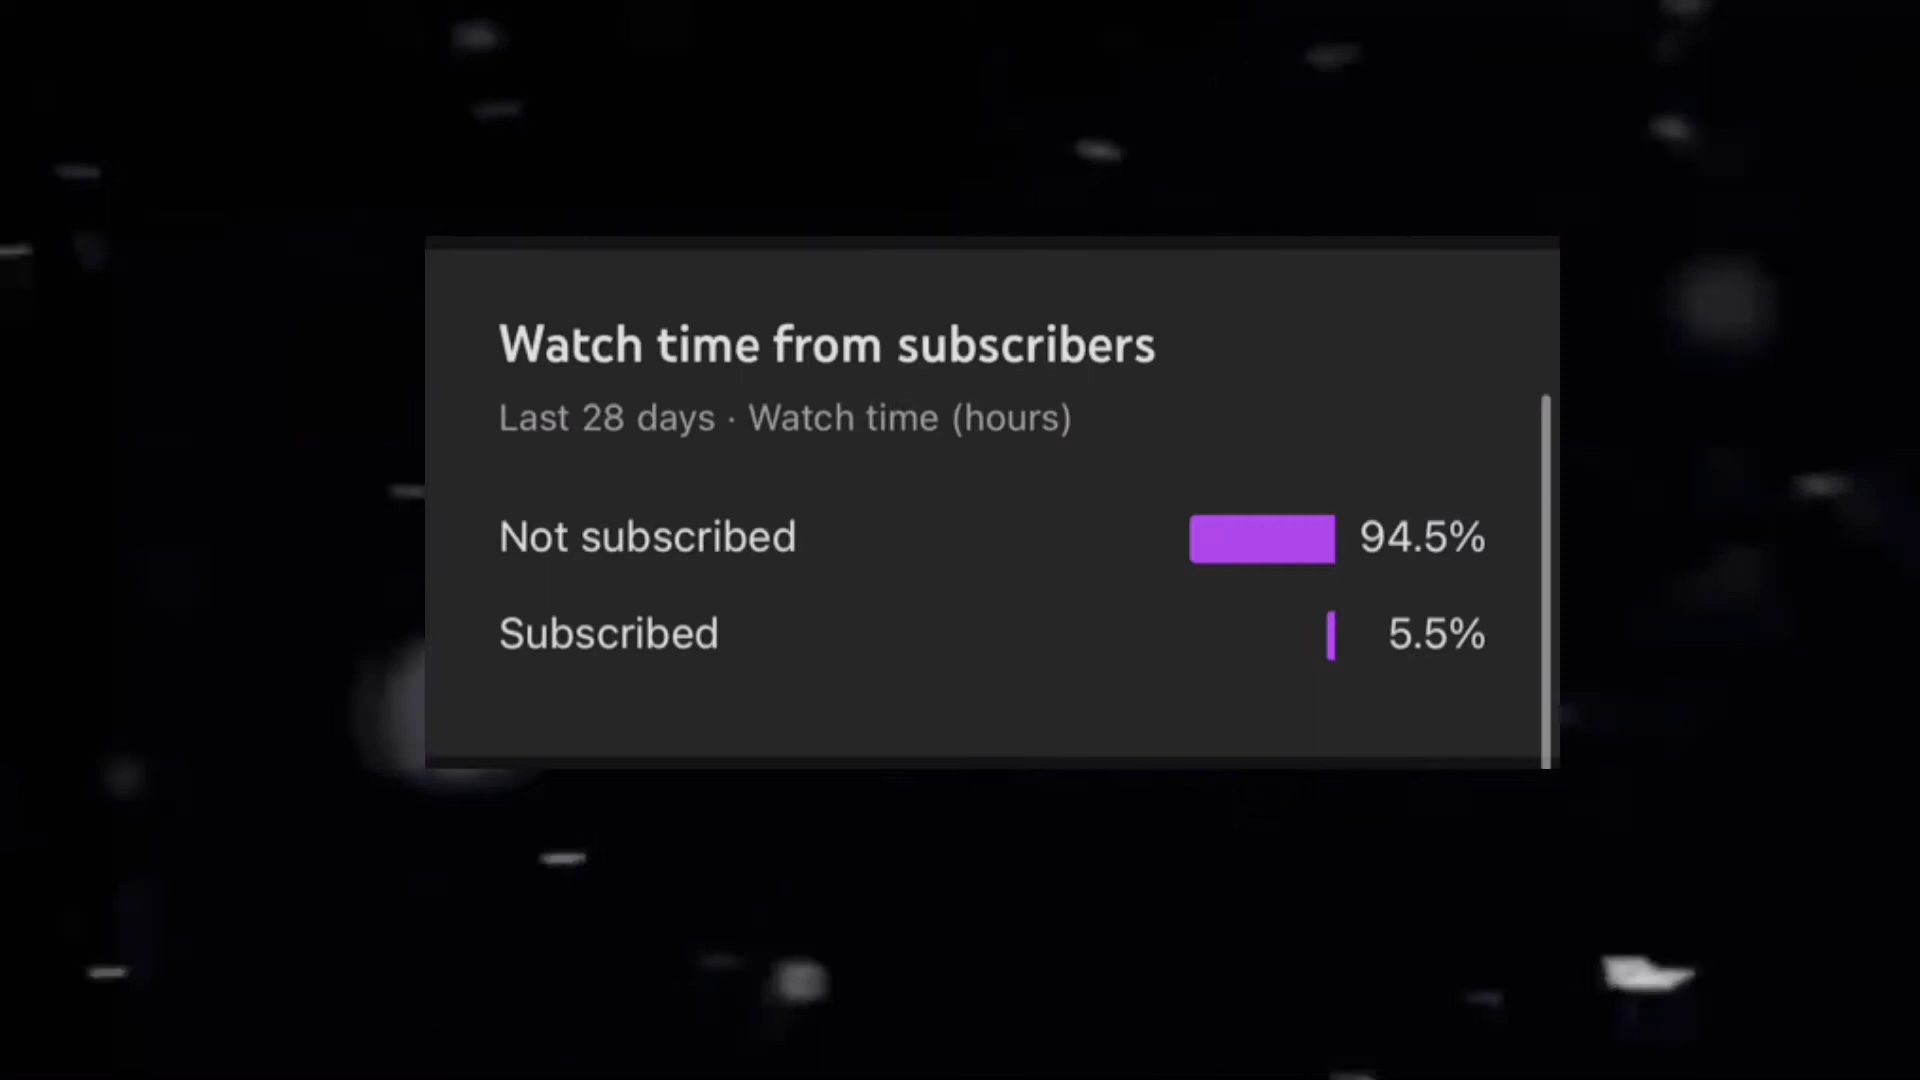 Watch time from subscribers
Last 28 days · Watch time (hours)
Not subscribed 94.5%
Subscribed 5.5%